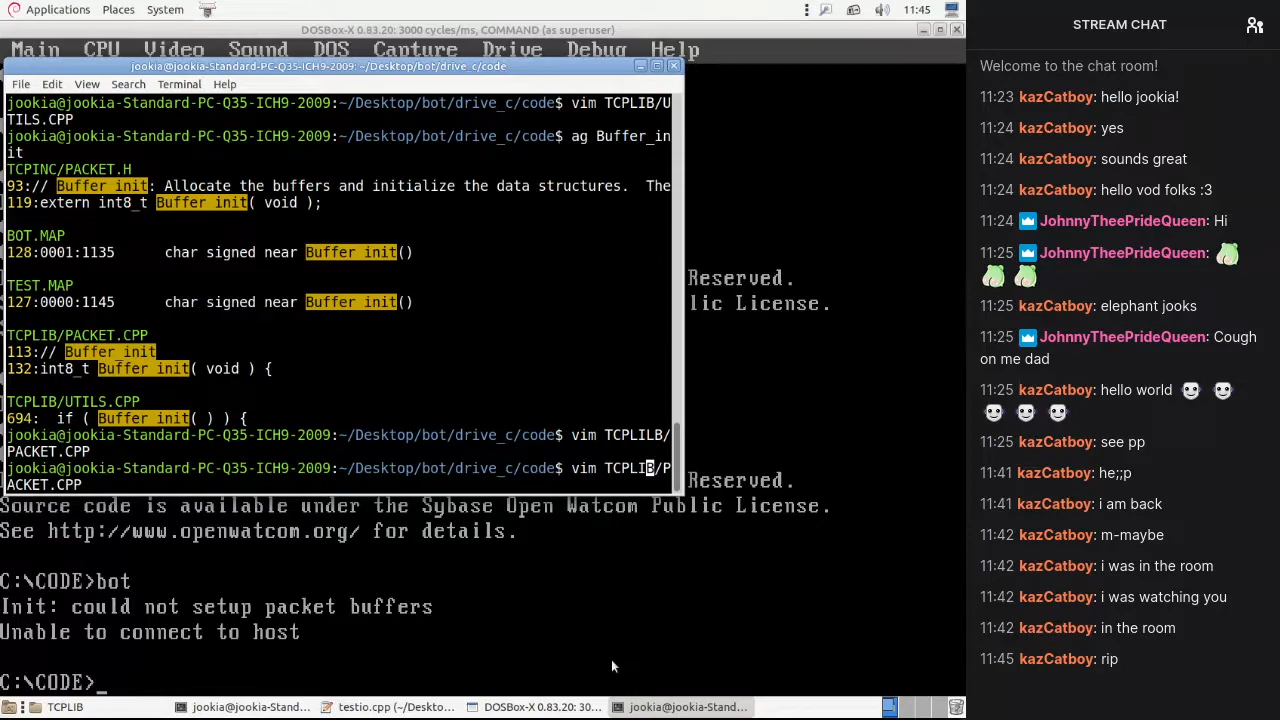 Applications Places System 11:45
DOSBox-X 0.83.20: 3000 cycles/ms, COMMAND (as superuser)
Main CPU Video Sound DOS Capture Drive Debug Help
jookia@jookia-Standard-PC-Q35-ICH9-2009: ~/Desktop/bot/drive_c/code
File Edit View Search Terminal Help
jookia@jookia-Standard-PC-Q35-ICH9-2009:~/Desktop/bot/drive_c/code$ vim TCPLIB/U
TILS.CPP
jookia@jookia-Standard-PC-Q35-ICH9-2009:~/Desktop/bot/drive_c/code$ ag Buffer_in
it
TCPINC/PACKET.H
93:// Buffer_init: Allocate the buffers and initialize the data structures.  The
119:extern int8_t Buffer_init( void );
BOT.MAP
128:0001:1135      char signed near Buffer_init()
TEST.MAP
127:0000:1145      char signed near Buffer_init()
TCPLIB/PACKET.CPP
113:// Buffer_init
132:int8_t Buffer_init( void ) {
TCPLIB/UTILS.CPP
694:  if ( Buffer_init( ) ) {
jookia@jookia-Standard-PC-Q35-ICH9-2009:~/Desktop/bot/drive_c/code$ vim TCPLILB/
PACKET.CPP
jookia@jookia-Standard-PC-Q35-ICH9-2009:~/Desktop/bot/drive_c/code$ vim TCPLIB/P
ACKET.CPP
Reserved.
lic License.
Reserved.
Source code is available under the Sybase Open Watcom Public License.
See http://www.openwatcom.org/ for details.
C:\CODE>bot
Init: could not setup packet buffers
Unable to connect to host
C:\CODE>_
TCPLIB jookia@jookia-Stand... testio.cpp (~/Deskto... DOSBox-X 0.83.20: 30... jookia@jookia-Stand...
STREAM CHAT
Welcome to the chat room!
11:23 kazCatboy: hello jookia!
11:24 kazCatboy: yes
11:24 kazCatboy: sounds great
11:24 kazCatboy: hello vod folks :3
11:24 JohnnyTheePrideQueen: Hi
11:25 JohnnyTheePrideQueen:
11:25 kazCatboy: elephant jooks
11:25 JohnnyTheePrideQueen: Cough
on me dad
11:25 kazCatboy: hello world
11:25 kazCatboy: see pp
11:41 kazCatboy: he;;p
11:41 kazCatboy: i am back
11:42 kazCatboy: m-maybe
11:42 kazCatboy: i was in the room
11:42 kazCatboy: i was watching you
11:42 kazCatboy: in the room
11:45 kazCatboy: rip